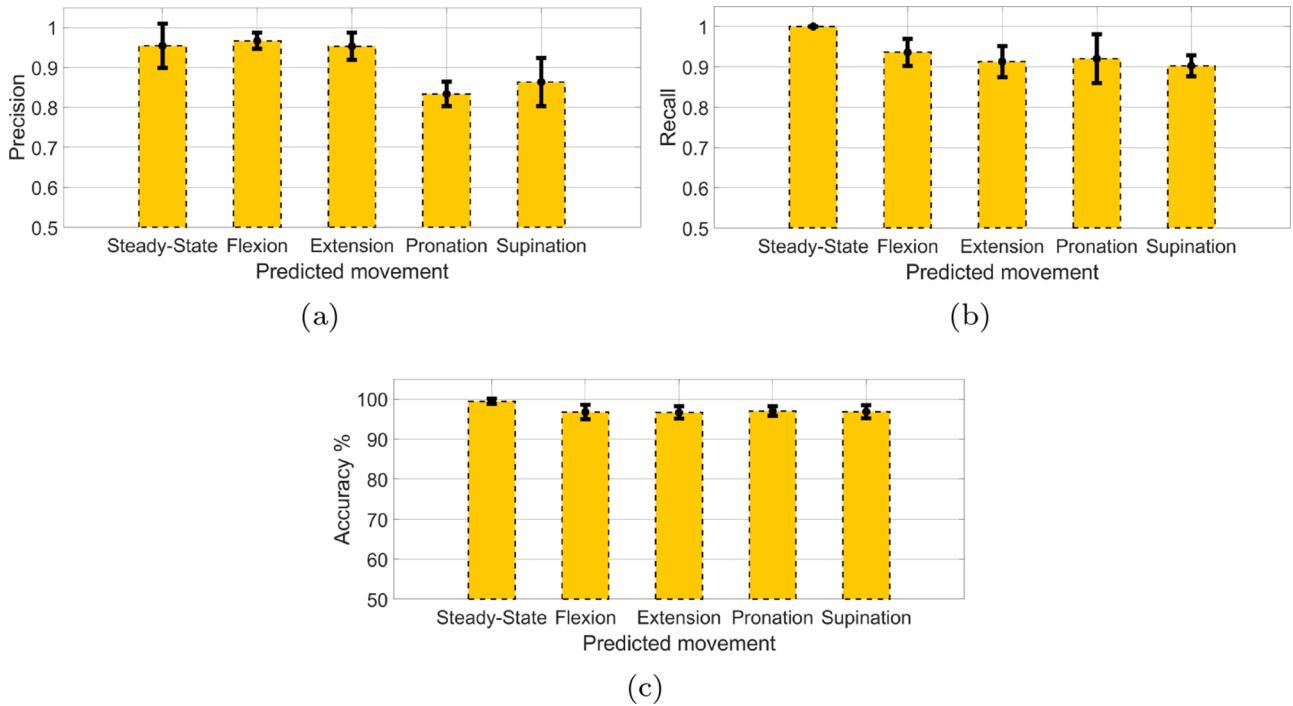 1
0.9
0.8
0.7
0.6
0.5
Precision
Steady-State Flexion Extension Pronation Supination
Predicted movement
(a)
1
0.9
0.8
0.7
0.6
0.5
Recall
Steady-State Flexion Extension Pronation Supination
Predicted movement
(b)
100
90
80
70
60
50
Accuracy %
Steady-State Flexion Extension Pronation Supination
Predicted movement
(c)